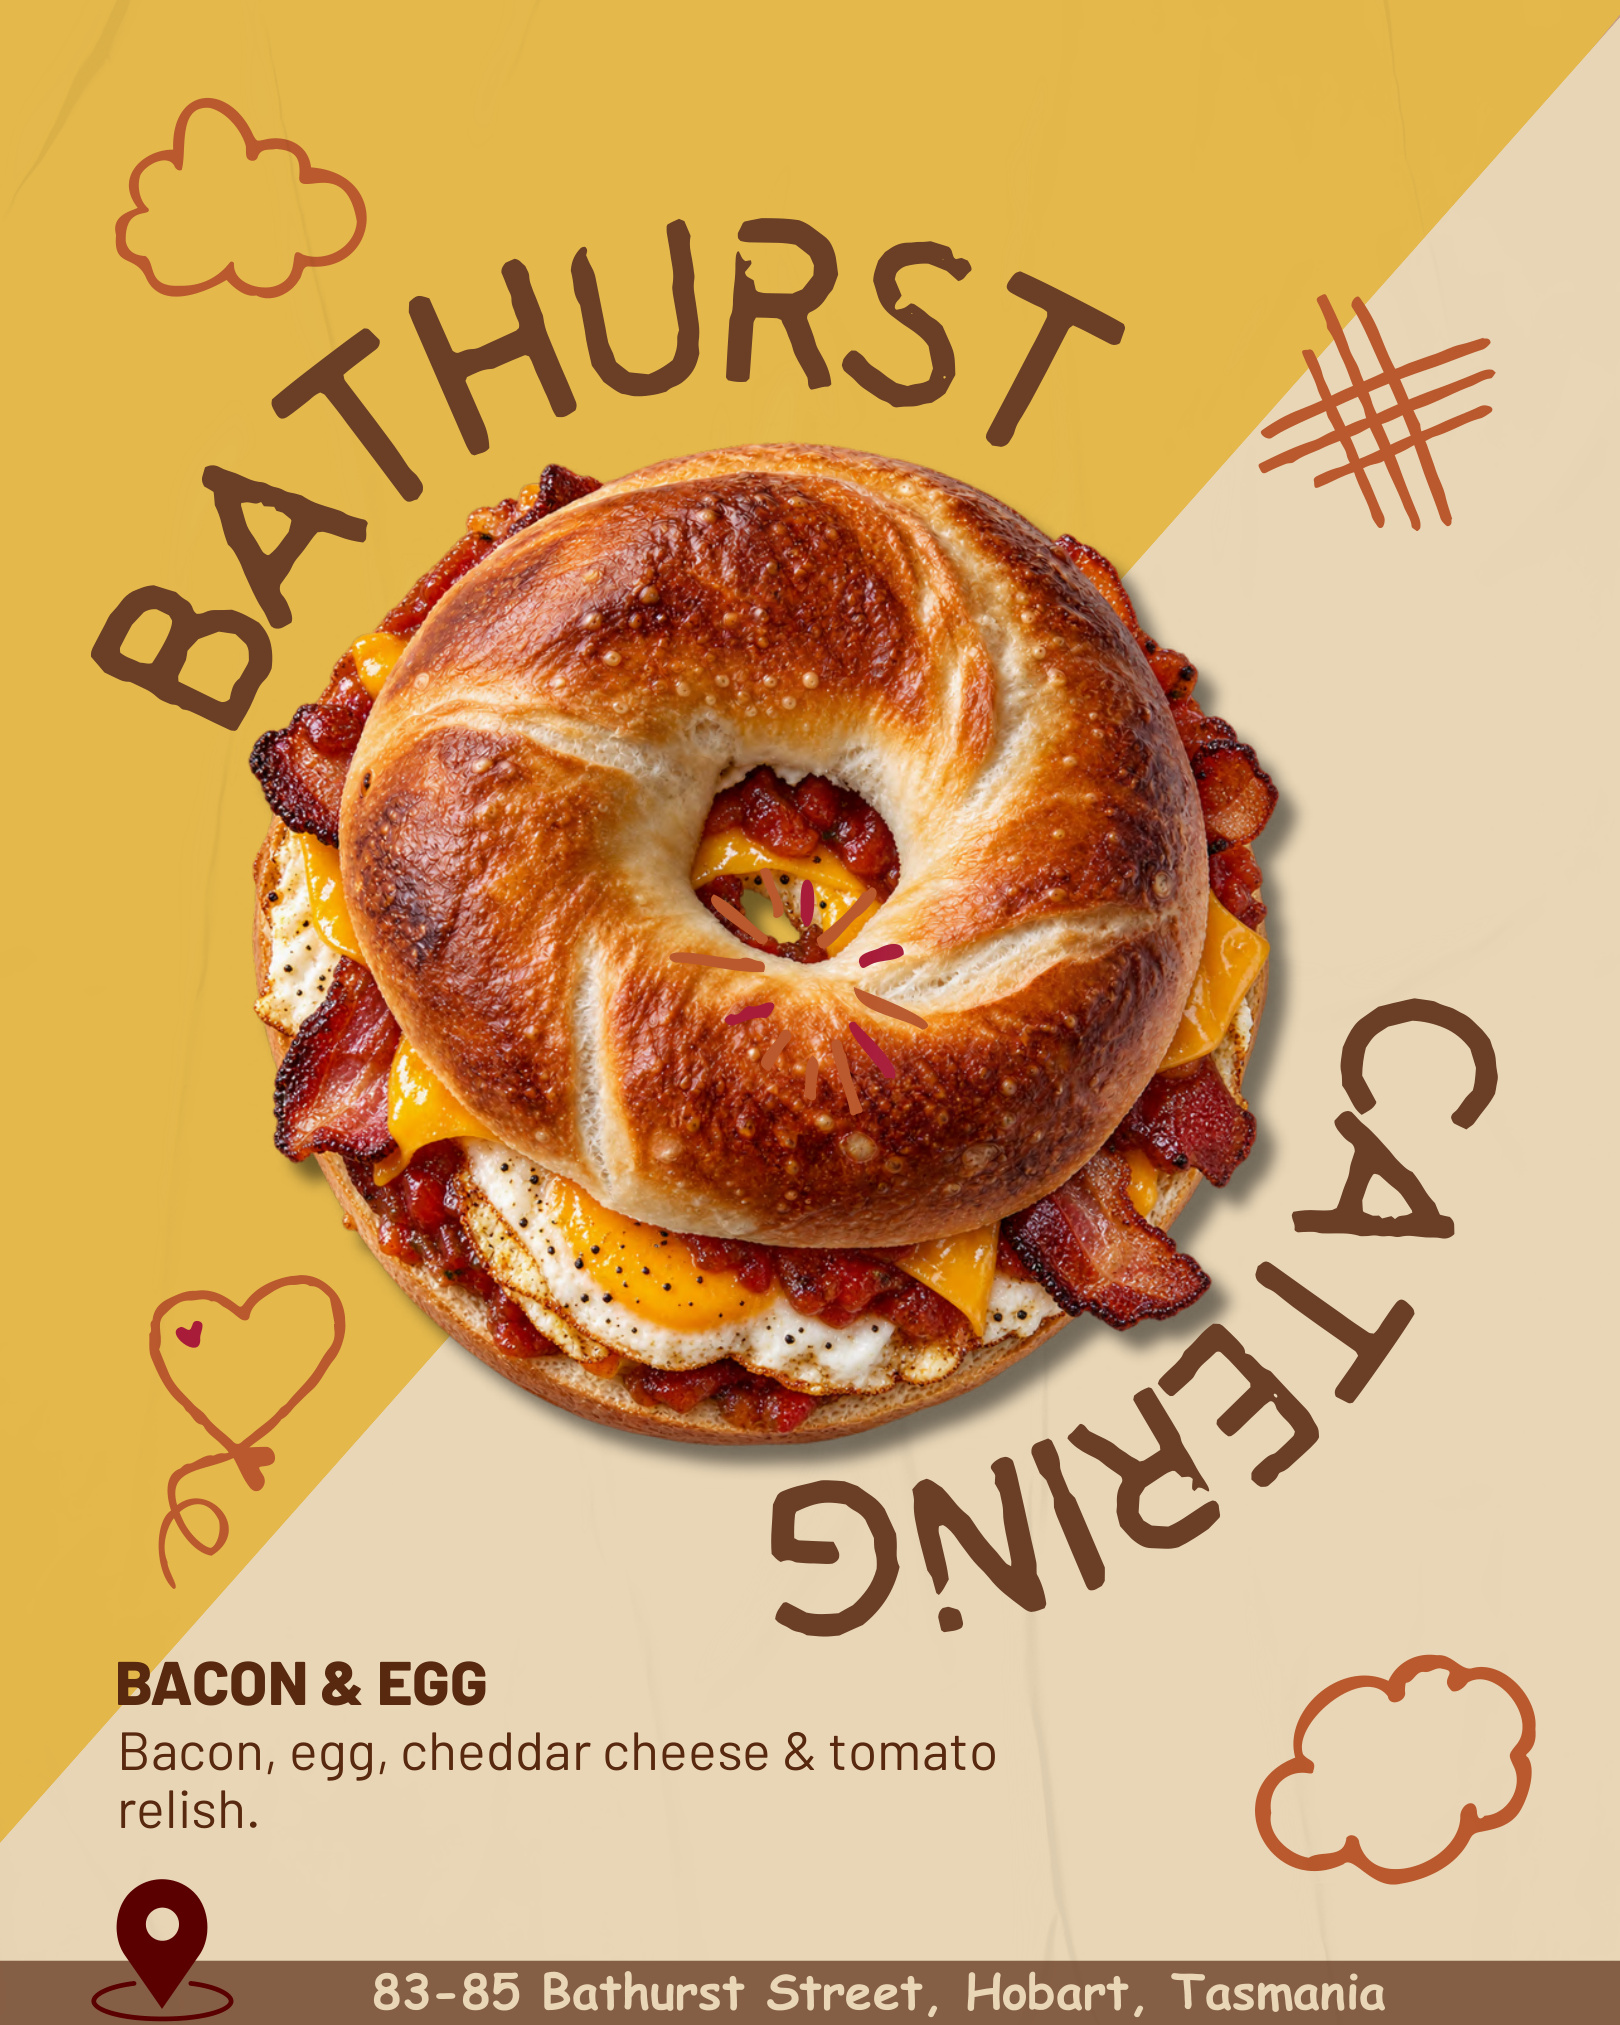 BATHURST
CATERING
BACON & EGG
Bacon, egg, cheddar cheese & tomato
relish.
83-85 Bathurst Street, Hobart, Tasmania